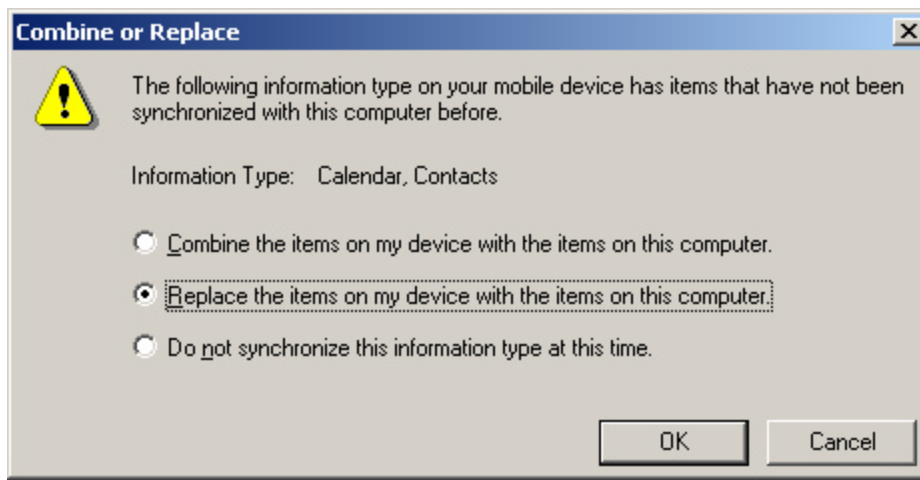 Combine or Replace
The following information type on your mobile device has items that have not been
synchronized with this computer before.
Information Type: Calendar, Contacts
Combine the items on my device with the items on this computer.
Replace the items on my device with the items on this computer.
Do not synchronize this information type at this time.
OK Cancel